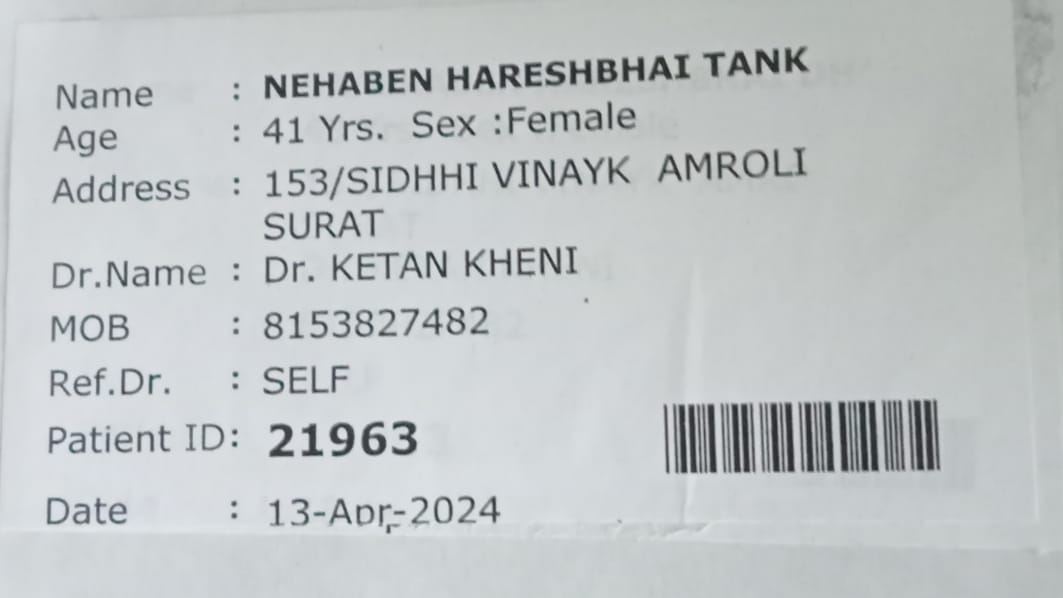 Name : NEHABEN HARESHBHAI TANK
Age : 41 Yrs. Sex :Female
Address : 153/SIDHHI VINAYK AMROLI
SURAT
Dr.Name : Dr. KETAN KHENI
MOB : 8153827482
Ref.Dr. : SELF
Patient ID: 21963
Date : 13-Apr-2024